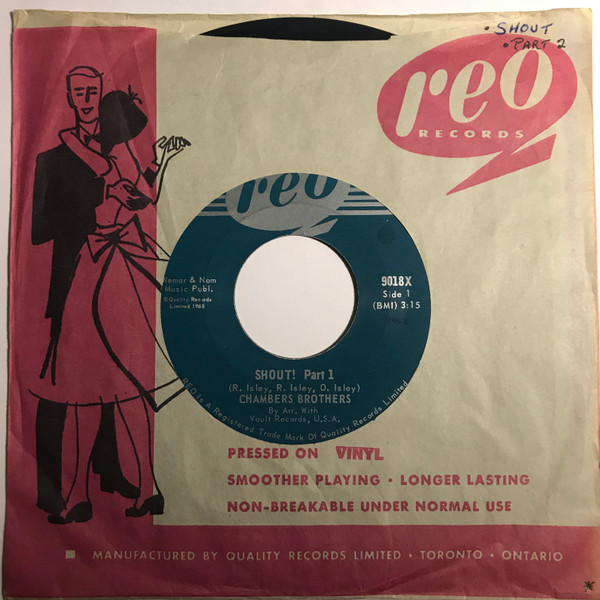 • SHOUT
• PART 2
reo
RECORDS
reo
Nemar & Nom
Music Publ.
©Quality Records
Limited 1968
9018X
Side 1
(BMI) 3:15
SHOUT! Part 1
(R. Isley, R. Isley, O. Isley)
CHAMBERS BROTHERS
By Arr. With
Vault Records, U.S.A.
REO Is A Registered Trade Mark Of Quality Records Limited
PRESSED ON VINYL
SMOOTHER PLAYING • LONGER LASTING
NON-BREAKABLE UNDER NORMAL USE
MANUFACTURED BY QUALITY RECORDS LIMITED • TORONTO • ONTARIO